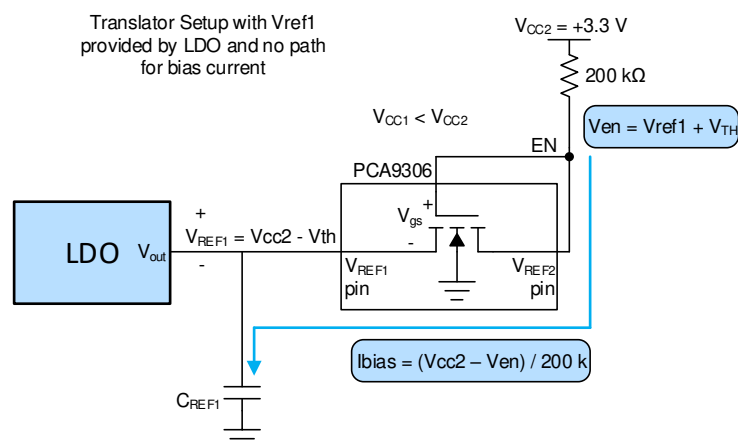 Translator Setup with Vref1
provided by LDO and no path
for bias current
VCC2 = +3.3 V
200 kΩ
VCC1 < VCC2
Ven = Vref1 + VTH
EN
PCA9306
LDO
Vout
+
VREF1 = Vcc2 - Vth
-
Vgs
+
-
VREF1
pin
VREF2
pin
Ibias = (Vcc2 – Ven) / 200 k
CREF1